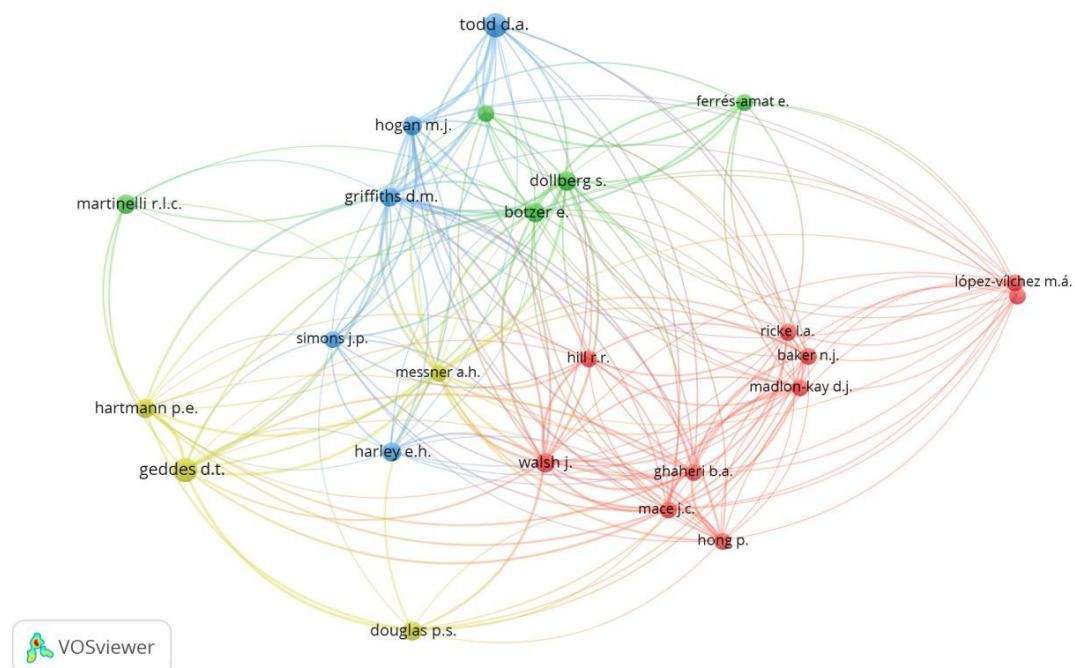 todd d.a.
ferrés-amat e.
hogan m.j.
dollberg s.
griffiths d.m.
martinelli r.l.c.
botzer e.
lópez-vílchez m.á.
ricke l.a.
simons j.p.
baker n.j.
hill r.r.
messner a.h.
madlon-kay d.j.
hartmann p.e.
harley e.h.
walsh j.
geddes d.t.
ghaheri b.a.
mace j.c.
hong p.
douglas p.s.
VOSviewer